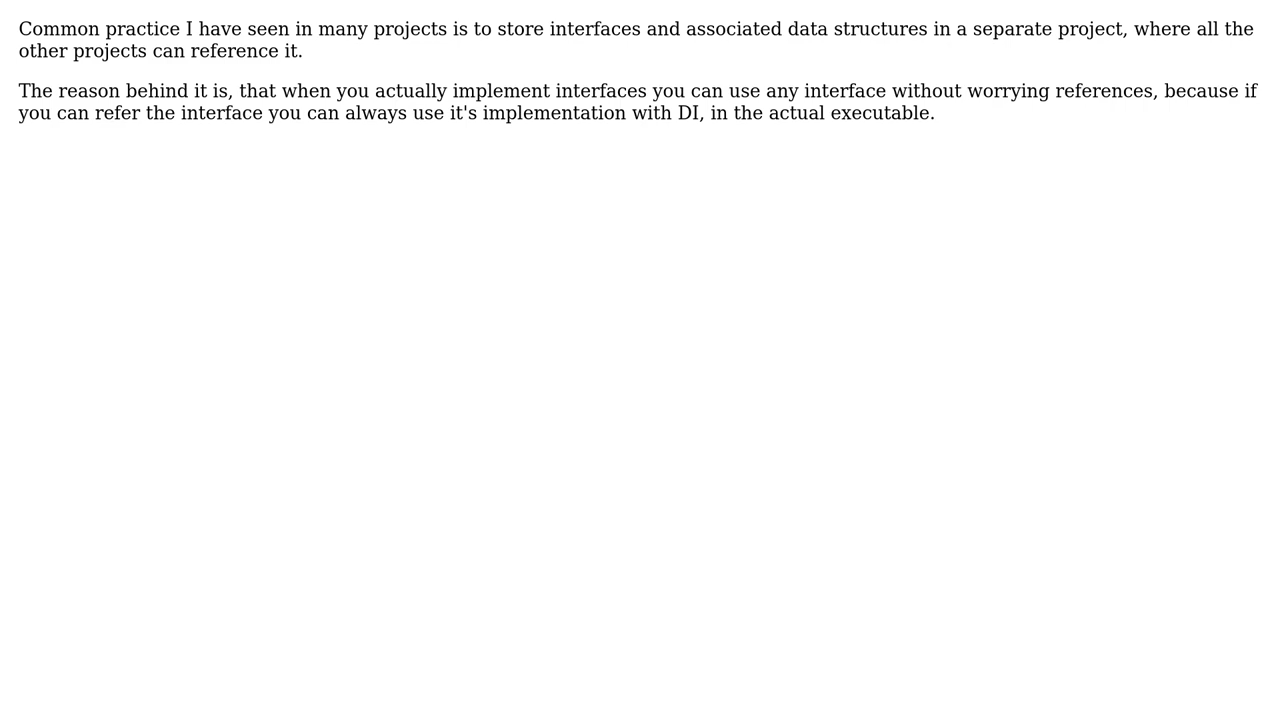 Common practice I have seen in many projects is to store interfaces and associated data structures in a separate project, where all the
other projects can reference it.
The reason behind it is, that when you actually implement interfaces you can use any interface without worrying references, because if
you can refer the interface you can always use it's implementation with DI, in the actual executable.